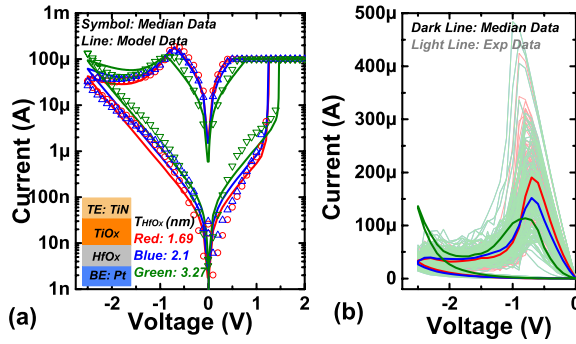 Symbol: Median Data
Line: Model Data
1m
100µ
10µ
1µ
100n
10n
1n
Current (A)
TE: TiN
TiOx
HfOx
BE: Pt
THfOx (nm)
Red: 1.69
Blue: 2.1
Green: 3.27
-2
-1
0
1
2
Voltage (V)
(a)
Dark Line: Median Data
Light Line: Exp Data
500µ
400µ
300µ
200µ
100µ
0
Current (A)
-3
-2
-1
0
Voltage (V)
(b)